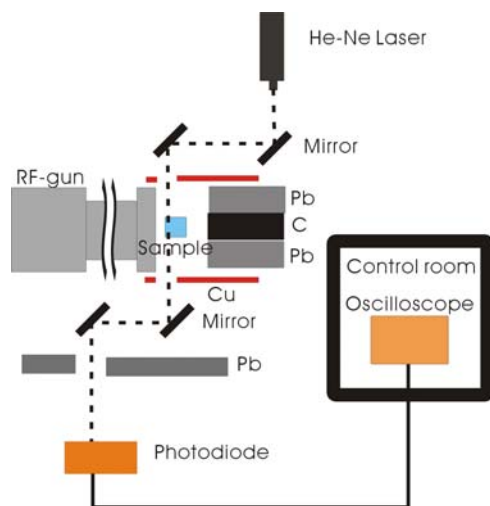 He-Ne Laser
Mirror
RF-gun
Pb
C
Sample
Pb
Cu
Mirror
Control room
Oscilloscope
Pb
Photodiode